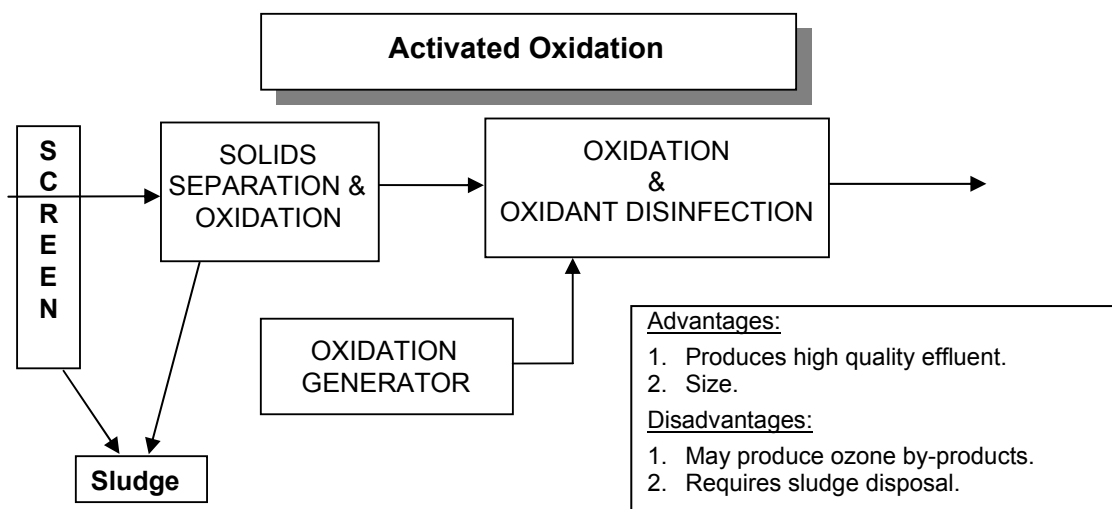 Activated Oxidation
SCREEN
SOLIDS
SEPARATION &
OXIDATION
OXIDATION
&
OXIDANT DISINFECTION
OXIDATION
GENERATOR
Sludge
Advantages:
1. Produces high quality effluent.
2. Size.
Disadvantages:
1. May produce ozone by-products.
2. Requires sludge disposal.